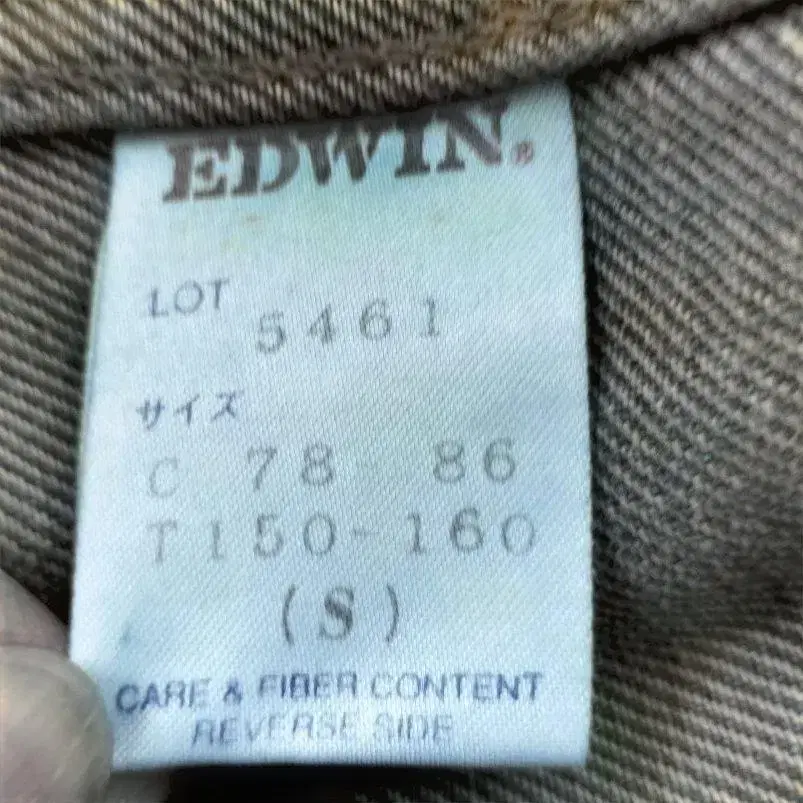 EDWIN®
LOT 5461
サイズ
C 78-86
T150-160
(S)
CARE & FIBER CONTENT
REVERSE SIDE